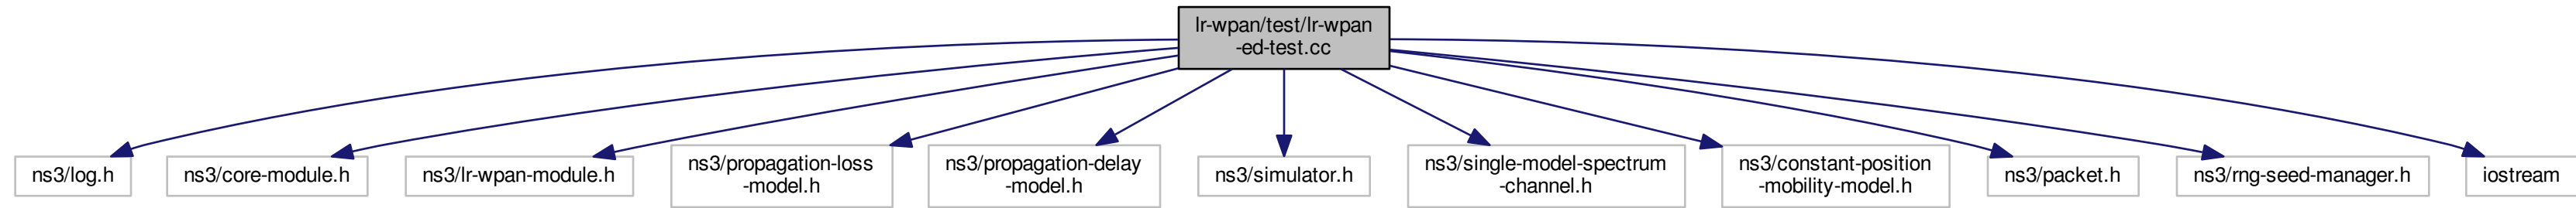 lr-wpan/test/lr-wpan
-ed-test.cc
ns3/log.h
ns3/core-module.h
ns3/lr-wpan-module.h
ns3/propagation-loss
-model.h
ns3/propagation-delay
-model.h
ns3/simulator.h
ns3/single-model-spectrum
-channel.h
ns3/constant-position
-mobility-model.h
ns3/packet.h
ns3/rng-seed-manager.h
iostream